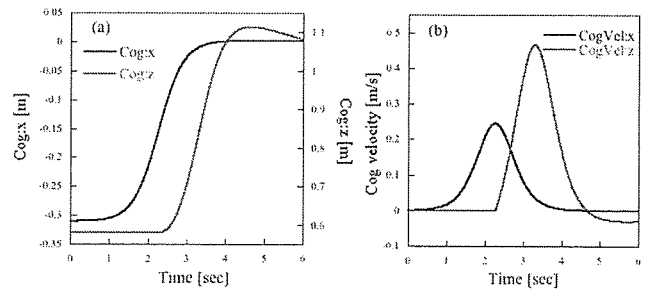 (a)
Cog:x
Cog:z
0.05
0
-0.05
-0.1
-0.15
-0.2
-0.25
-0.3
-0.35
Cog:x [m]
1.1
1
0.9
0.8
0.7
0.6
Cog:z [m]
0 1 2 3 4 5 6
Time [sec]
(b)
CogVel:x
CogVel:z
0.5
0.4
0.3
0.2
0.1
0
-0.1
Cog velocity [m/s]
0 1 2 3 4 5 6
Time [sec]